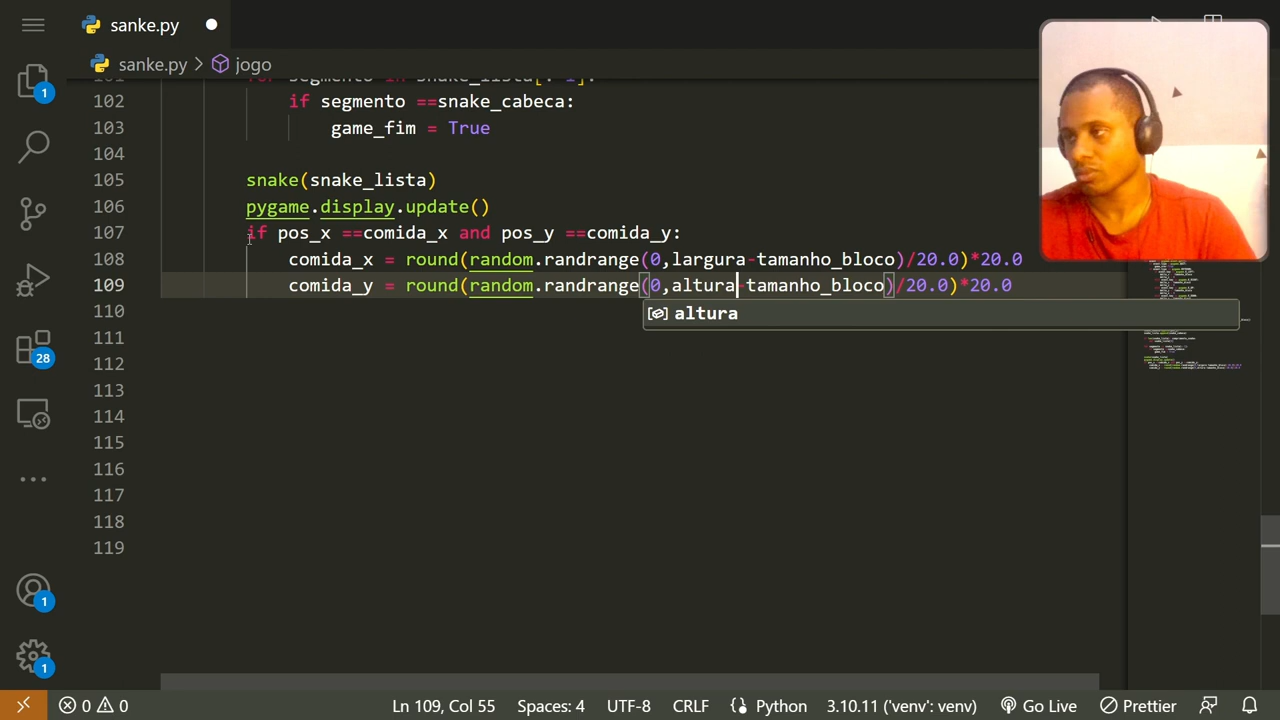 sanke.py
sanke.py > jogo
102 if segmento ==snake_cabeca:
103 game_fim = True
104
105 snake(snake_lista)
106 pygame.display.update()
107 if pos_x ==comida_x and pos_y ==comida_y:
108 comida_x = round(random.randrange(0,largura-tamanho_bloco)/20.0)*20.0
109 comida_y = round(random.randrange(0,altura-tamanho_bloco)/20.0)*20.0
110
altura
111
112
113
114
115
116
117
118
119
1
28
1
1
0 0 Ln 109, Col 55 Spaces: 4 UTF-8 CRLF Python 3.10.11 ('venv': venv) Go Live Prettier